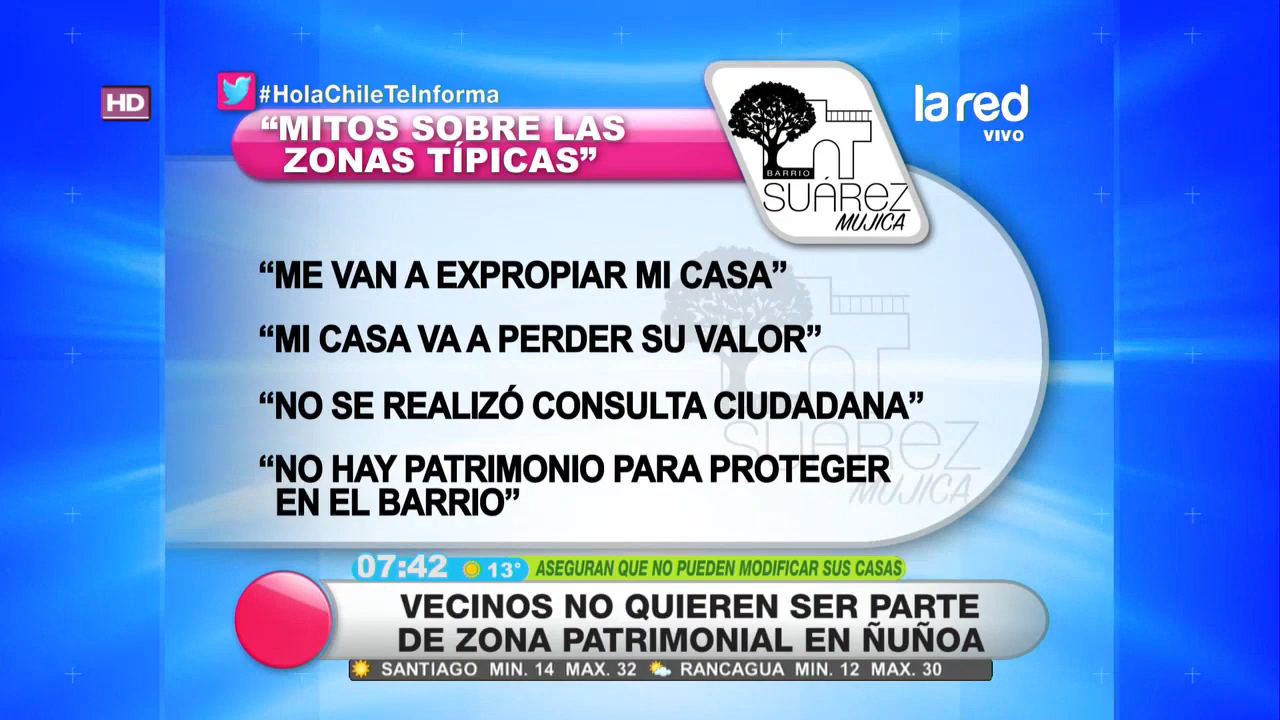 HD
#HolaChileTeInforma
“MITOS SOBRE LAS
ZONAS TÍPICAS”
BARRIO
SUÁREZ
MUJICA
la red
VIVO
“ME VAN A EXPROPIAR MI CASA”
“MI CASA VA A PERDER SU VALOR”
“NO SE REALIZÓ CONSULTA CIUDADANA”
“NO HAY PATRIMONIO PARA PROTEGER
EN EL BARRIO”
SUÁREZ
MUJICA
07:42 13° ASEGURAN QUE NO PUEDEN MODIFICAR SUS CASAS
VECINOS NO QUIEREN SER PARTE
DE ZONA PATRIMONIAL EN ÑUÑOA
SANTIAGO MIN. 14 MAX. 32 RANCAGUA MIN. 12 MAX. 30